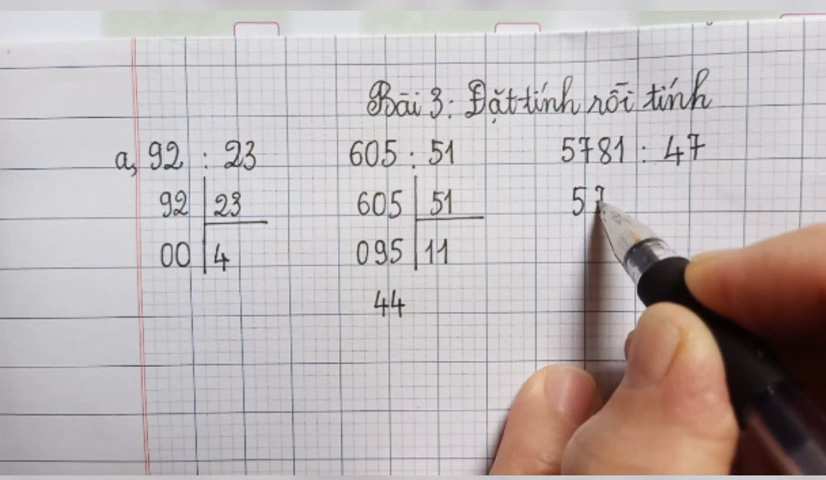 Bài 3: Đặt tính rồi tính
a, 92 : 23 605 : 51 5781 : 47
92 23 605 51 57
00 4 095 11
44